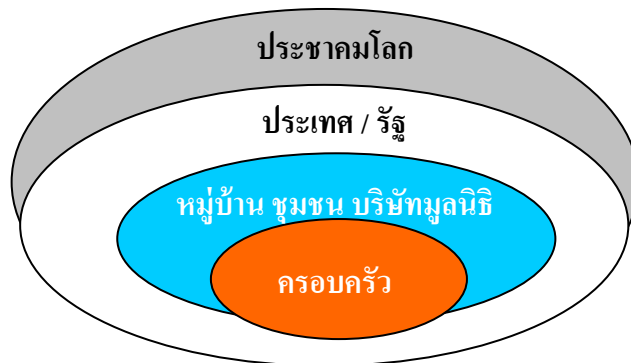 ประชาคมโลก
ประเทศ / รัฐ
หมู่บ้าน ชุมชน บริษัทมูลนิธิ
ครอบครัว